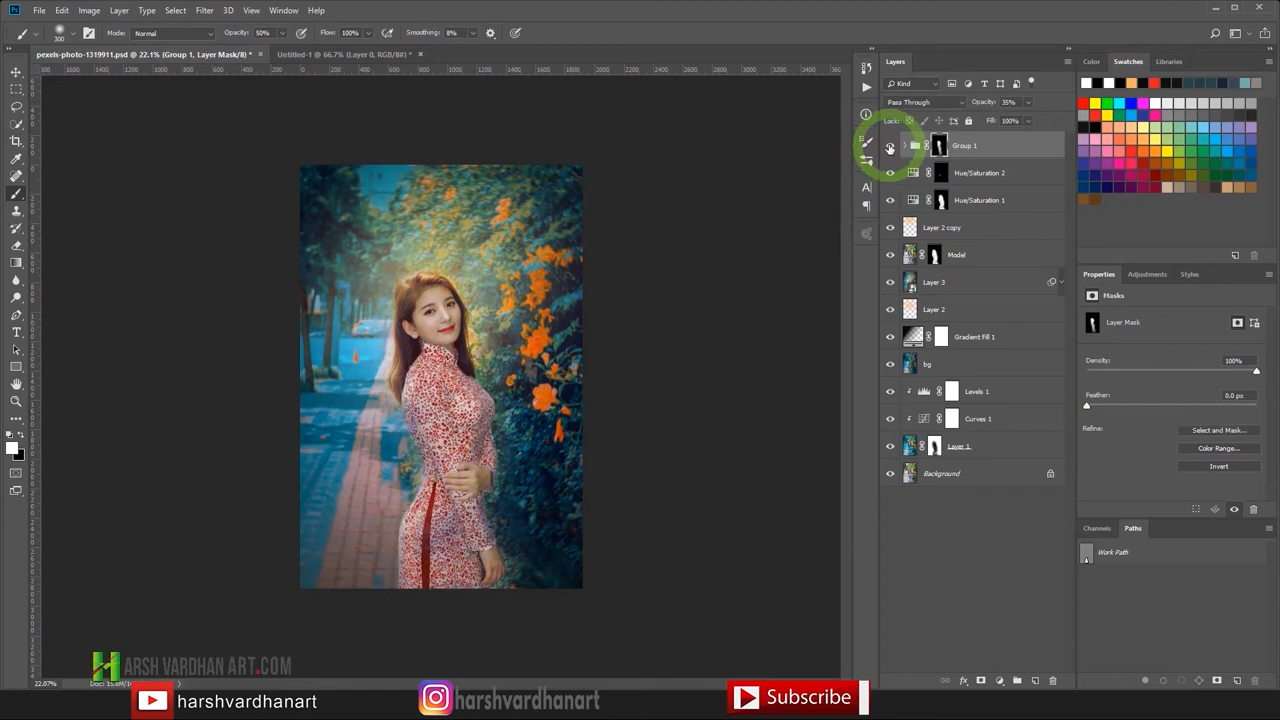 Ps File Edit Image Layer Type Select Filter 3D View Window Help
300 Mode: Normal Opacity: 50% Flow: 100% Smoothing: 8%
pexels-photo-1319911.psd @ 22.1% (Group 1, Layer Mask/8) * × Untitled-1 @ 66.7% (Layer 0, RGB/8#) * ×
Layers
Kind
Pass Through Opacity: 35%
Lock: Fill: 100%
Group 1
Hue/Saturation 2
Hue/Saturation 1
Layer 2 copy
Model
Layer 3
Layer 2
Gradient Fill 1
bg
Levels 1
Curves 1
Layer 1
Background
Color Swatches Libraries
Properties Adjustments Styles
Masks
Layer Mask
Density: 100%
Feather: 0.0 px
Refine: Select and Mask...
Color Range...
Invert
Channels Paths
Work Path
22.07%
HARSH VARDHAN ART.COM
harshvardhanart
harshvardhanart
Subscribe